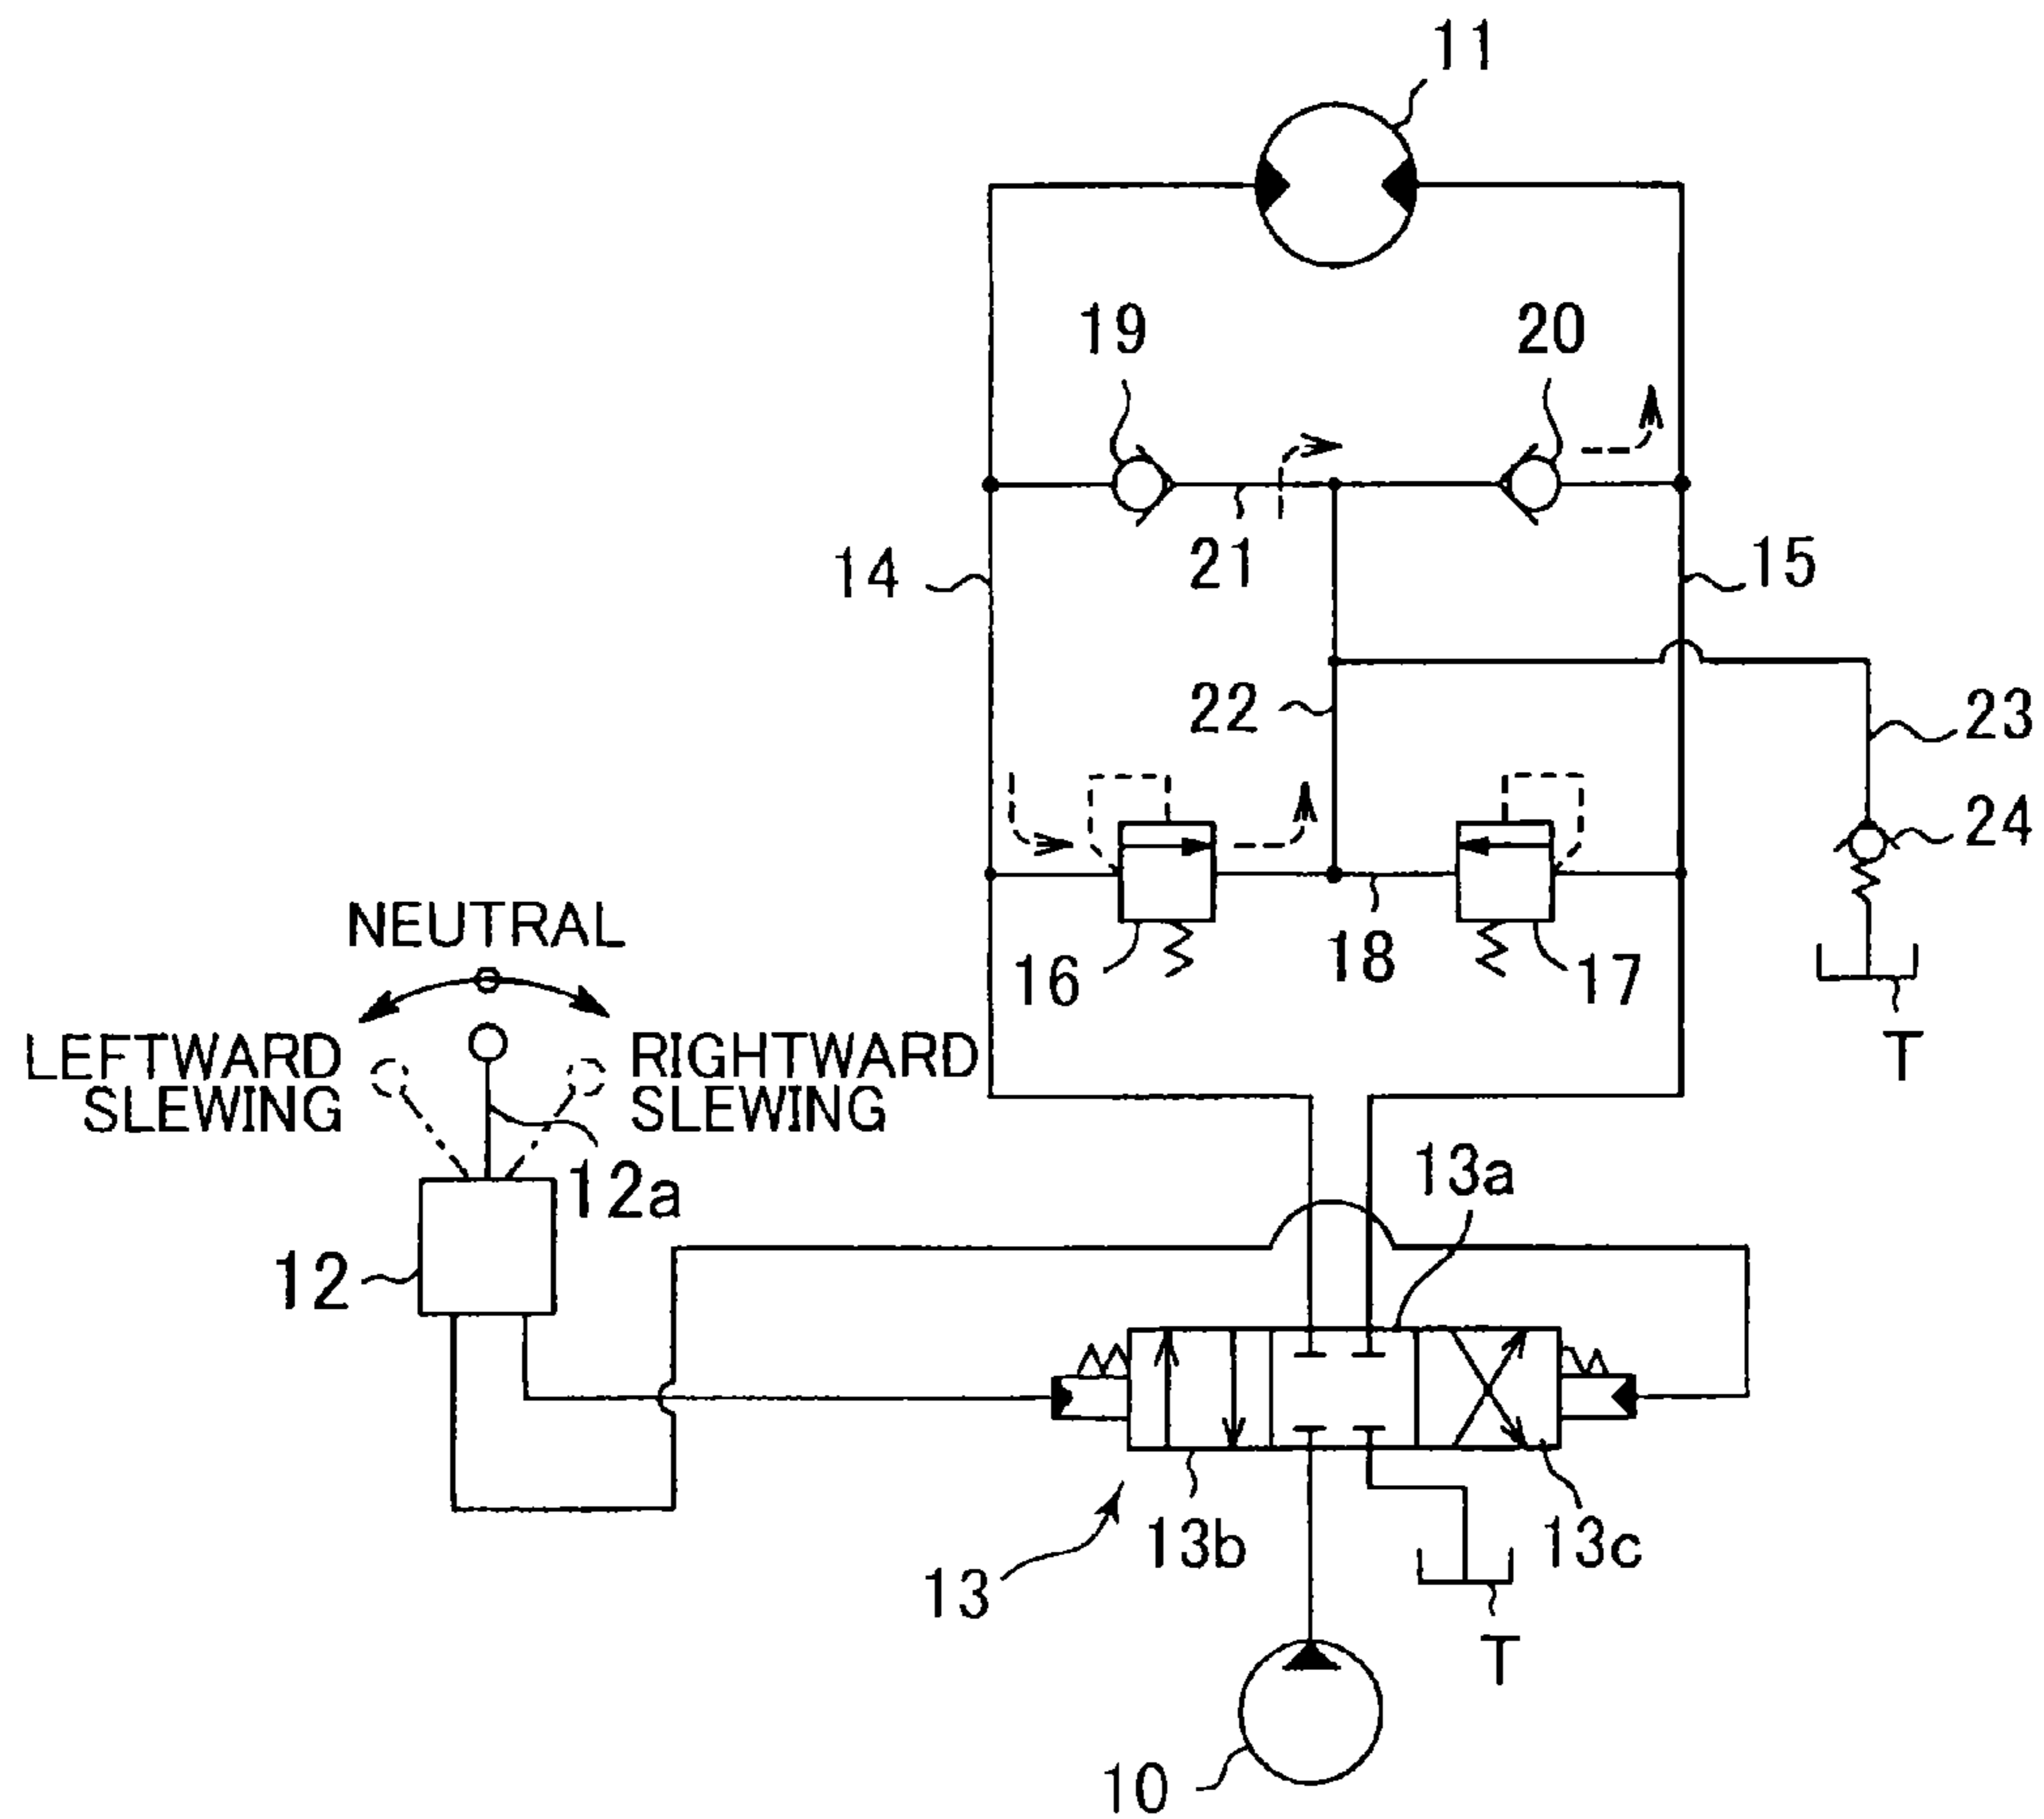 11
19
20
14
21
15
22
23
24
NEUTRAL
16
18
17
LEFTWARD
SLEWING
RIGHTWARD
SLEWING
T
12a
13a
12
13b
13c
13
T
10